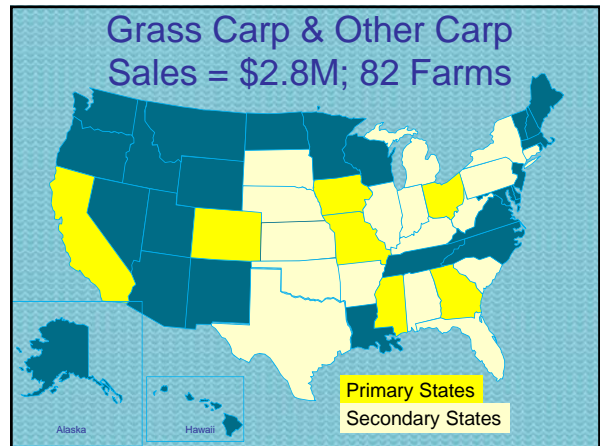 Grass Carp & Other Carp
Sales = $2.8M; 82 Farms
Primary States
Secondary States
Alaska
Hawaii